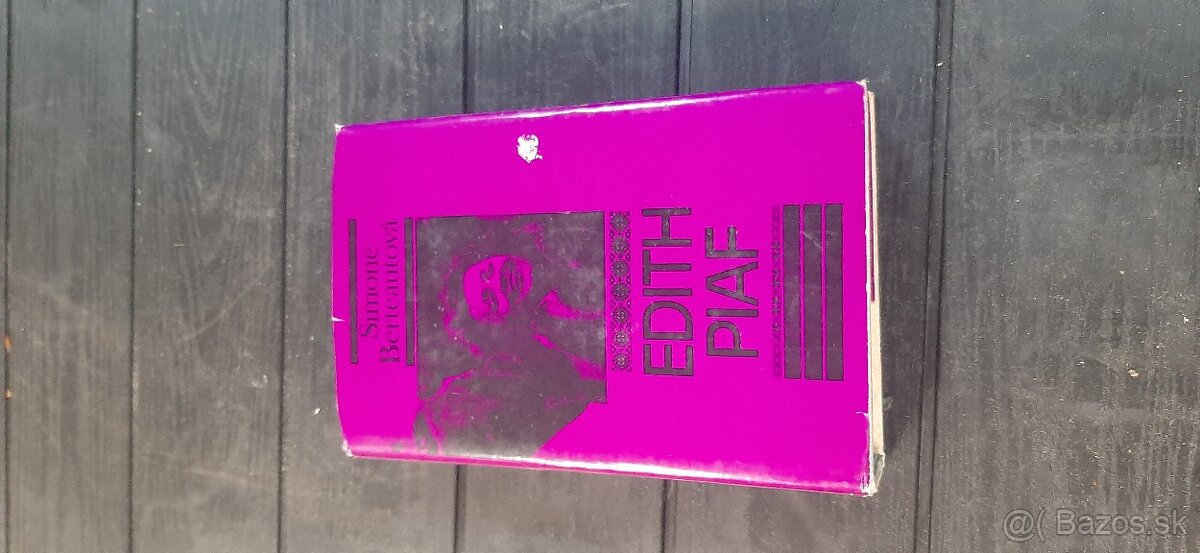 Simone
Berteautová
EDITH
PIAF
@( Bazos.sk